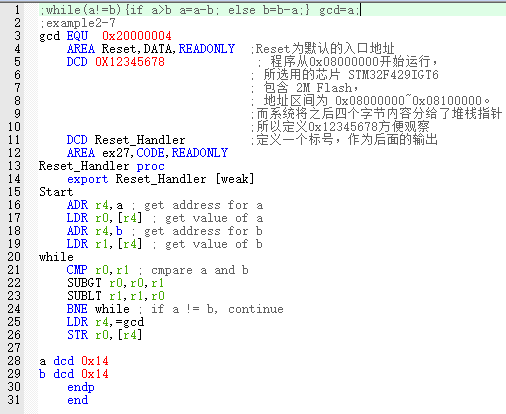 1 ;while(a!=b){if a>b a=a-b; else b=b-a;} gcd=a;
2 ;example2-7
3 gcd EQU  0x20000004
4     AREA Reset,DATA,READONLY  ;Reset为默认的入口地址
5     DCD 0X12345678             ; 程序从0x08000000开始运行，
6                               ; 所选用的芯片 STM32F429IGT6
7                               ; 包含 2M Flash，
8                               ; 地址区间为 0x08000000~0x08100000。
9                               ;而系统将之后四个字节内容分给了堆栈指针
10                               ;所以定义0x12345678方便观察
11     DCD Reset_Handler         ;定义一个标号，作为后面的输出
12     AREA ex27,CODE,READONLY
13 Reset_Handler proc
14     export Reset_Handler [weak]
15 Start
16     ADR r4,a ; get address for a
17     LDR r0,[r4] ; get value of a
18     ADR r4,b ; get address for b
19     LDR r1,[r4] ; get value of b
20 while
21     CMP r0,r1 ; cmpare a and b
22     SUBGT r0,r0,r1
23     SUBLT r1,r1,r0
24     BNE while ; if a != b, continue
25     LDR r4,=gcd
26     STR r0,[r4]
27
28 a dcd 0x14
29 b dcd 0x14
30     endp
31     end